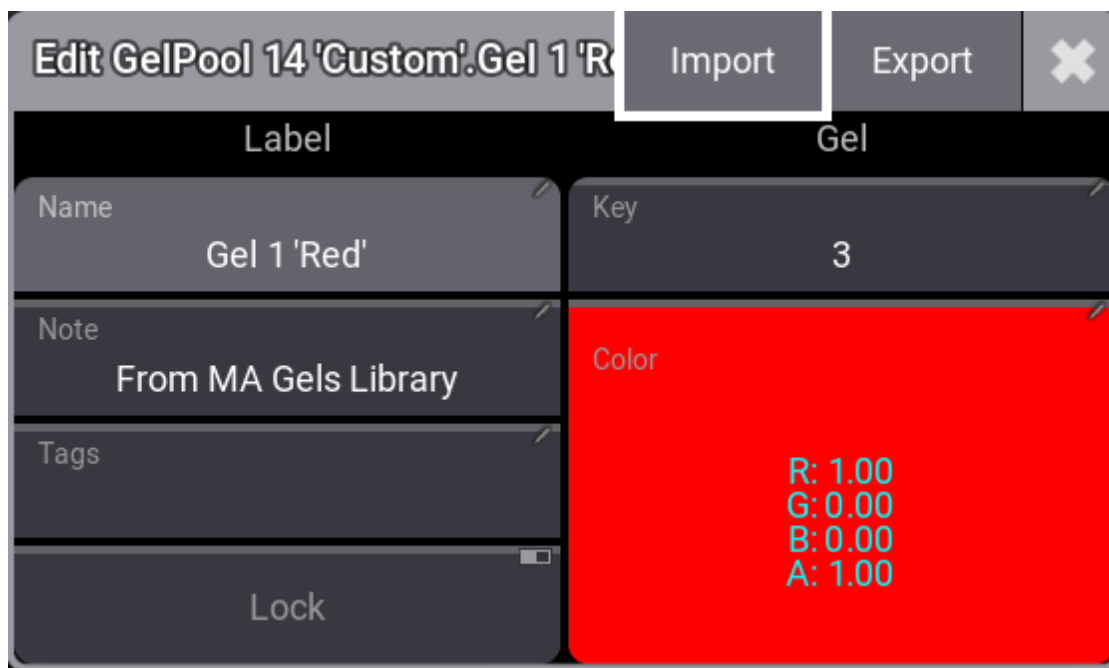 Edit GelPool 14 'Custom'.Gel 1 'Re
Import
Export
Label
Gel
Name
Gel 1 'Red'
Key
3
Note
From MA Gels Library
Color
Tags
R: 1.00
G: 0.00
B: 0.00
A: 1.00
Lock